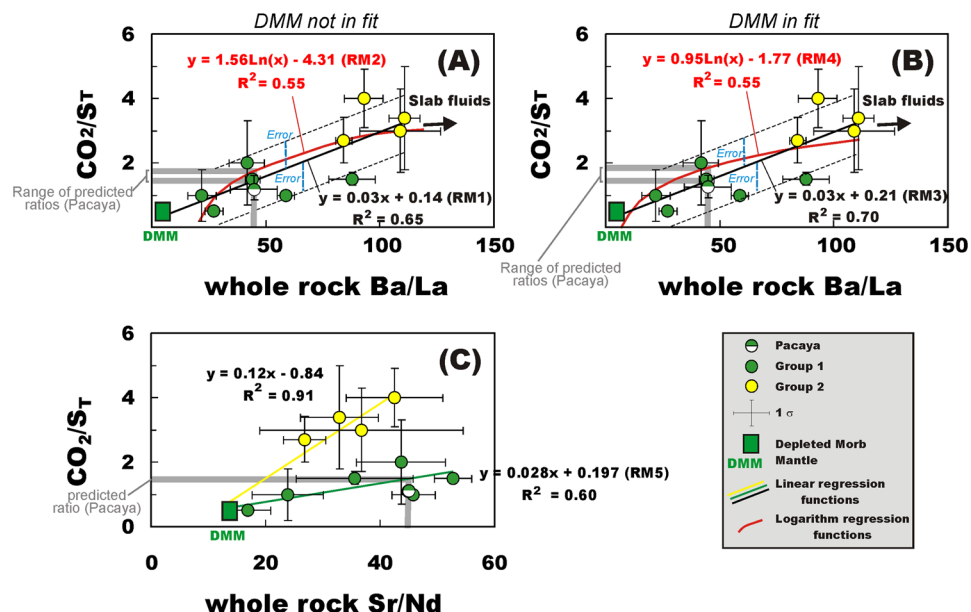 DMM not in fit
DMM in fit
6
4
2
0
CO2/ST
y = 1.56Ln(x) - 4.31 (RM2)
R2 = 0.55
(A)
Slab fluids
Error
Error
y = 0.03x + 0.14 (RM1)
R2 = 0.65
Range of predicted
ratios (Pacaya)
DMM
50
100
150
whole rock Ba/La
6
4
2
0
CO2/ST
y = 0.95Ln(x) - 1.77 (RM4)
R2 = 0.55
(B)
Slab fluids
Error
Error
y = 0.03x + 0.21 (RM3)
R2 = 0.70
Range of predicted
ratios (Pacaya)
DMM
50
100
150
whole rock Ba/La
6
4
2
0
CO2/ST
y = 0.12x - 0.84
R2 = 0.91
(C)
y = 0.028x + 0.197 (RM5)
R2 = 0.60
predicted
ratio (Pacaya)
DMM
0
20
40
60
whole rock Sr/Nd
Pacaya
Group 1
Group 2
1 σ
Depleted Morb
DMM Mantle
Linear regression
functions
Logarithm regression
functions